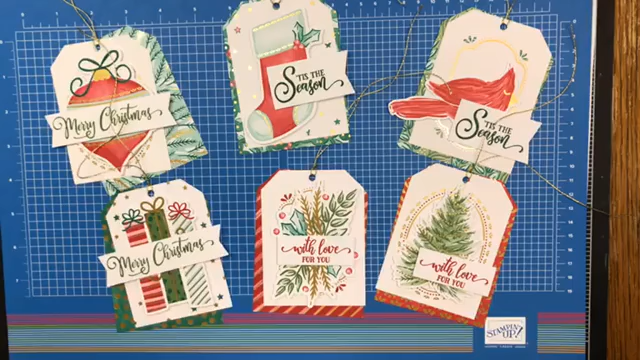 Merry Christmas
'TIS THE
Season
'TIS THE
Season
Merry Christmas
with love
FOR YOU
with love
FOR YOU
STAMPIN' UP!